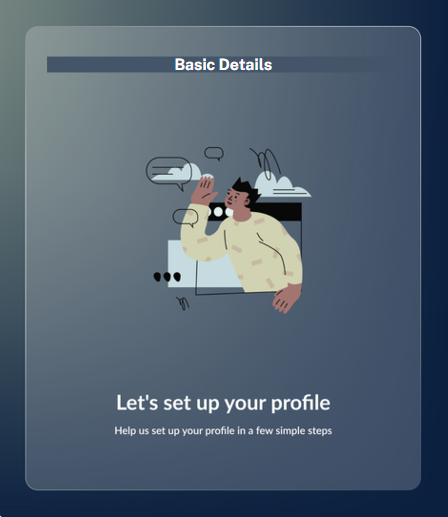 Basic Details
Let's set up your profile
Help us set up your profile in a few simple steps